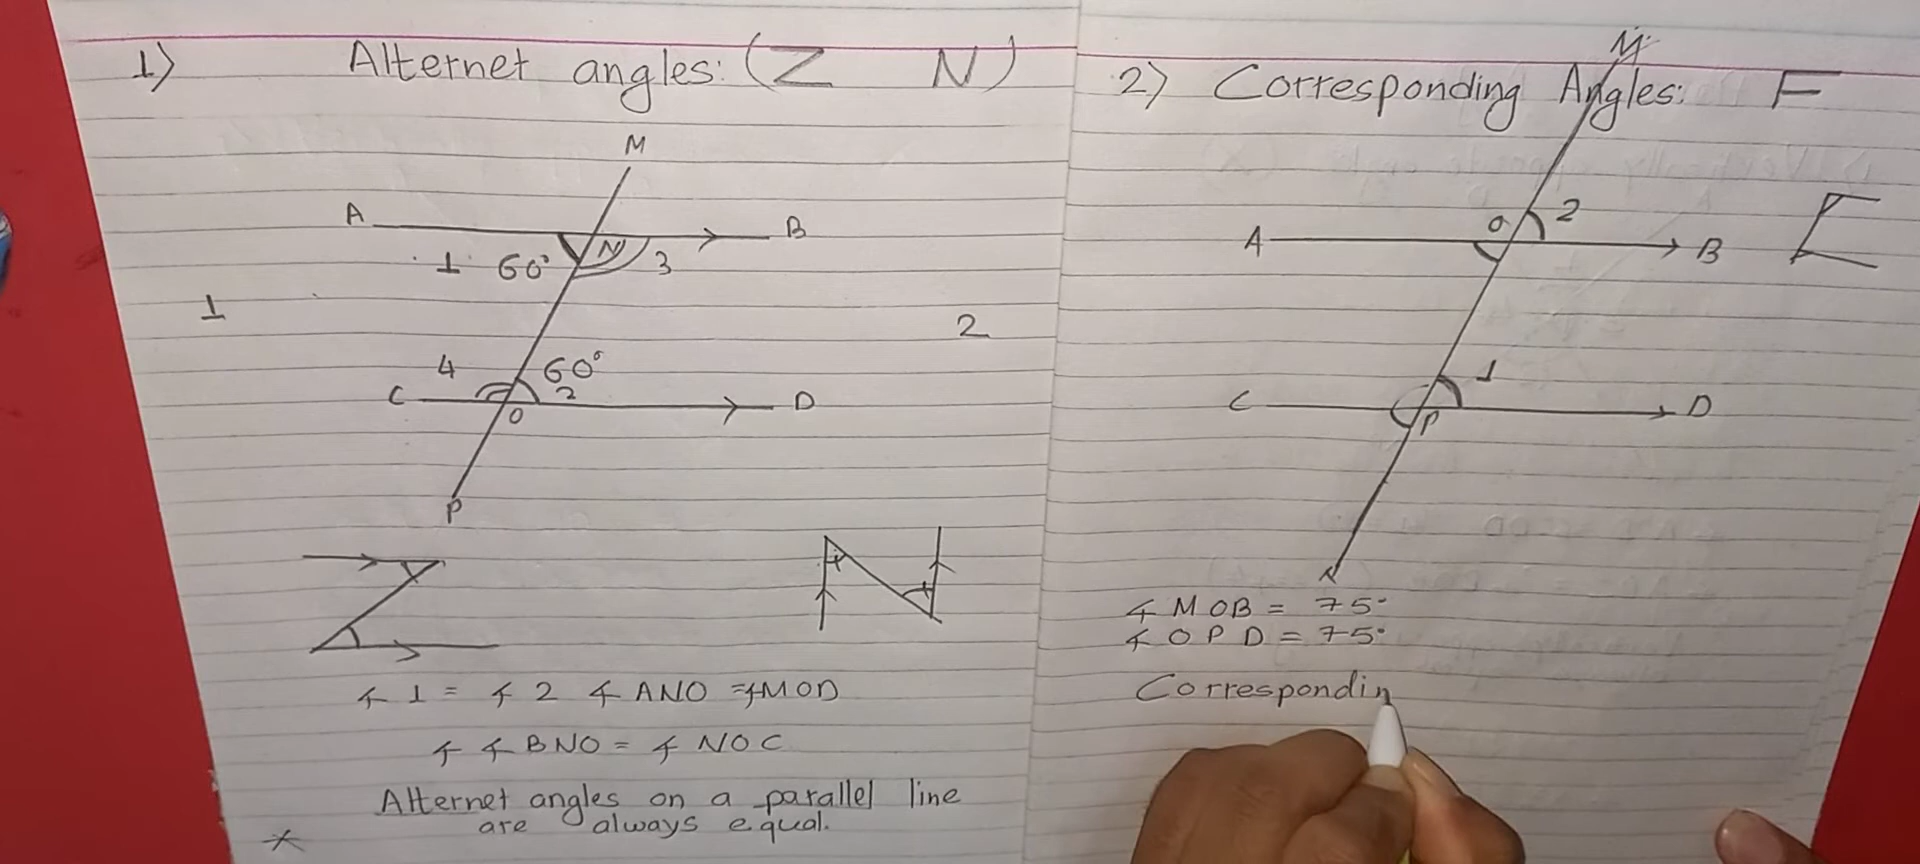 1) Alternet angles: (Z N)
M
A B
1 60° N 3
1
4 60°
C 2 D
O
P
∡ 1 = ∡ 2 ∡ ANO = ∡MOD
∡ ∡ BNO = ∡ NOC
Alternet angles on a parallel line
are always equal.
2) Corresponding Angles: F
M
O 2
A B
2
1
C D
P
N
∡ MOB = 75°
∡ OPD = 75°
Correspondin